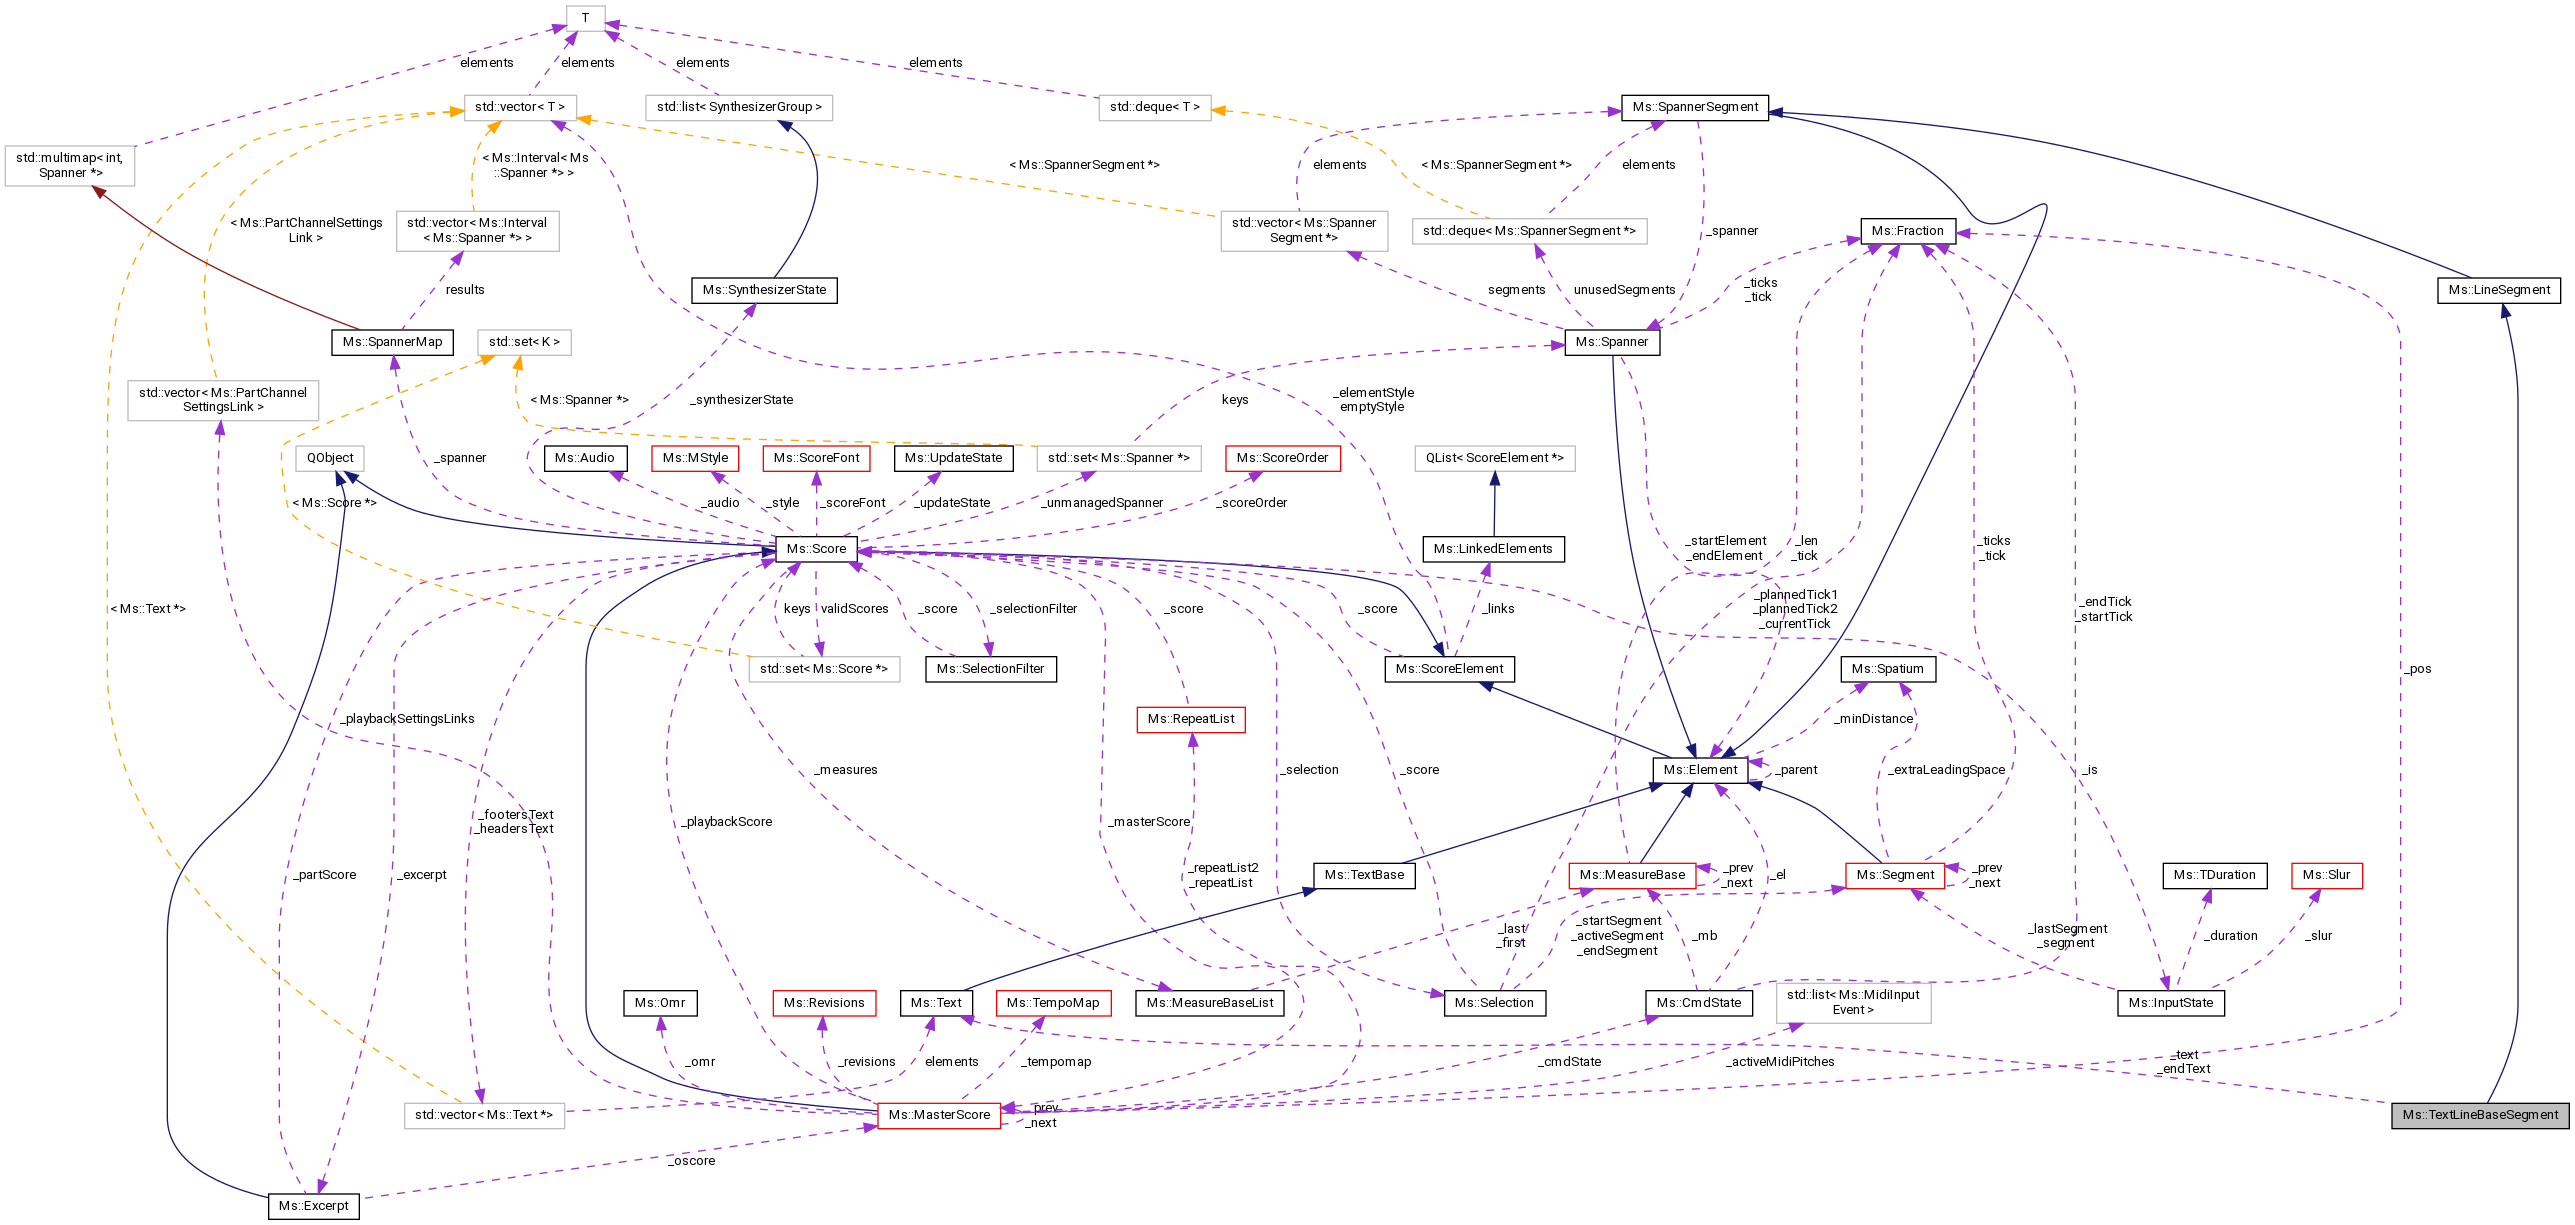 T
elements
elements
elements
elements
std::vector< T >
std::list< SynthesizerGroup >
std::deque< T >
Ms::SpannerSegment
std::multimap< int,
Spanner *>
< Ms::Interval< Ms
::Spanner *> >
< Ms::SpannerSegment *>
elements
< Ms::SpannerSegment *>
elements
< Ms::PartChannelSettings
Link >
std::vector< Ms::Interval
< Ms::Spanner *> >
std::vector< Ms::Spanner
Segment *>
std::deque< Ms::SpannerSegment *>
_spanner
Ms::Fraction
results
Ms::SynthesizerState
segments
unusedSegments
_ticks
_tick
Ms::LineSegment
Ms::SpannerMap
std::set< K >
Ms::Spanner
std::vector< Ms::PartChannel
SettingsLink >
< Ms::Spanner *>
_synthesizerState
keys
_elementStyle
emptyStyle
QObject
_spanner
Ms::Audio
Ms::MStyle
Ms::ScoreFont
Ms::UpdateState
std::set< Ms::Spanner *>
Ms::ScoreOrder
QList< ScoreElement *>
< Ms::Score *>
_audio
_style
_scoreFont
_updateState
_unmanagedSpanner
_scoreOrder
Ms::Score
Ms::LinkedElements
_startElement
_endElement
_len
_tick
_ticks
_tick
< Ms::Text *>
keys
validScores
_score
_selectionFilter
_score
_score
_links
_plannedTick1
_plannedTick2
_currentTick
_endTick
_startTick
std::set< Ms::Score *>
Ms::SelectionFilter
Ms::ScoreElement
Ms::Spatium
_pos
_playbackSettingsLinks
Ms::RepeatList
_minDistance
_measures
_selection
_score
Ms::Element
_parent
_extraLeadingSpace
_is
_footersText
_headersText
_playbackScore
_masterScore
_partScore
_excerpt
_repeatList2
_repeatList
Ms::TextBase
Ms::MeasureBase
_prev
_next
_el
Ms::Segment
_prev
_next
Ms::TDuration
Ms::Slur
_last
_first
_startSegment
_activeSegment
_endSegment
_mb
_lastSegment
_segment
_duration
_slur
Ms::Omr
Ms::Revisions
Ms::Text
Ms::TempoMap
Ms::MeasureBaseList
Ms::Selection
Ms::CmdState
std::list< Ms::MidiInput
Event >
Ms::InputState
_omr
_revisions
elements
_tempomap
_cmdState
_activeMidiPitches
_text
_endText
std::vector< Ms::Text *>
Ms::MasterScore
_prev
_next
Ms::TextLineBaseSegment
_oscore
Ms::Excerpt